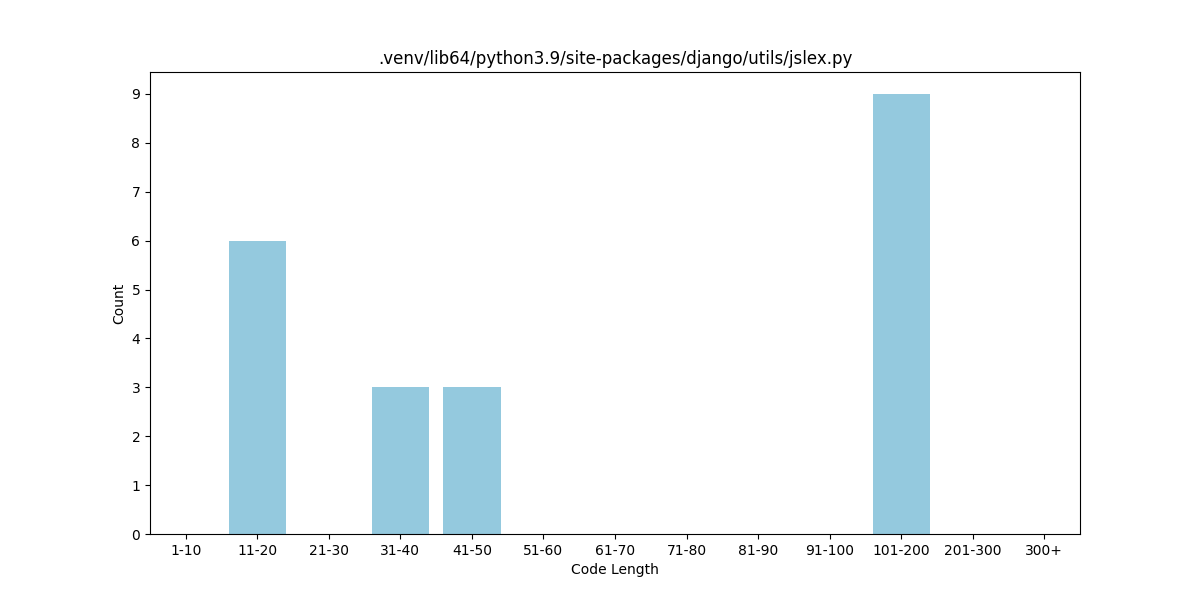 .venv/lib64/python3.9/site-packages/django/utils/jslex.py
9
8
7
6
5
4
3
2
1
0
Count
1-10 11-20 21-30 31-40 41-50 51-60 61-70 71-80 81-90 91-100 101-200 201-300 300+
Code Length